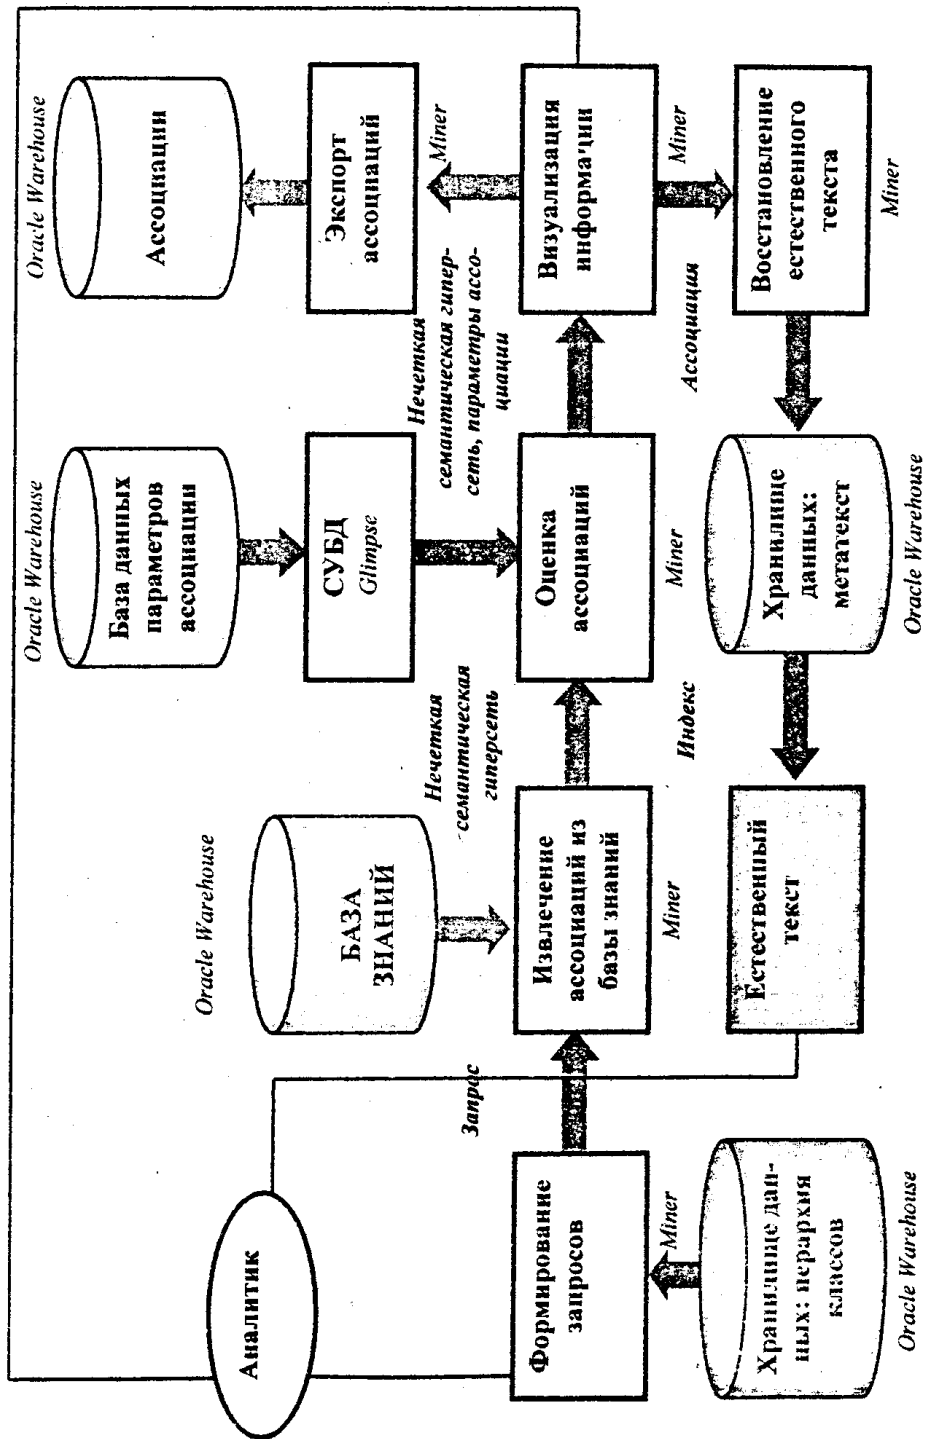 Аналитик
Формирование
запросов
Miner
Хранилище дан-
ных: иерархия
классов
Oracle Warehouse
Запрос
Oracle Warehouse
БАЗА
ЗНАНИЙ
Извлечение
ассоциаций из
базы знаний
Miner
Естественный
текст
Нечеткая
семантическая
гиперсеть
Индекс
Oracle Warehouse
База данных
параметров
ассоциации
СУБД
Glimpse
Оценка
ассоциаций
Miner
Хранилище
данных:
метатекст
Oracle Warehouse
Нечеткая
семантическая гипер-
сеть, параметры ассо-
циации
Ассоциация
Oracle Warehouse
Ассоциации
Экспорт
ассоциаций
Miner
Визуализация
информации
Miner
Восстановление
естественного
текста
Miner